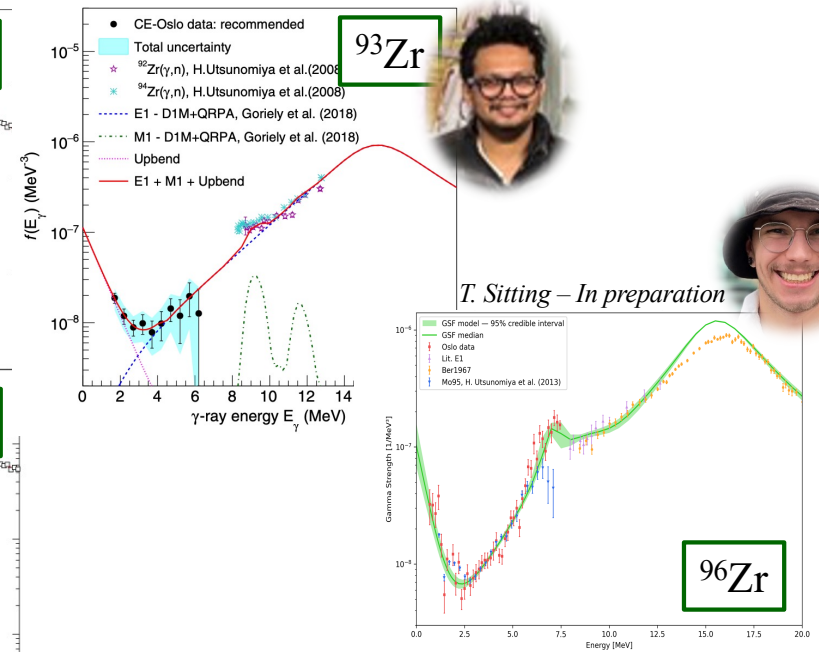 CE-Oslo data: recommended
Total uncertainty
⁹²Zr(γ,n), H.Utsunomiya et al.(2008
⁹⁴Zr(γ,n), H.Utsunomiya et al.(2008)
E1 - D1M+QRPA, Goriely et al. (2018)
M1 - D1M+QRPA, Goriely et al. (2018)
Upbend
E1 + M1 + Upbend
⁹³Zr
f(E_γ) (MeV⁻³)
10⁻⁵
10⁻⁶
10⁻⁷
10⁻⁸
0 2 4 6 8 10 12 14
γ-ray energy E_γ (MeV)
T. Sitting – In preparation
GSF model — 95% credible interval
GSF median
Oslo data
Lit. E1
Ber1967
Mo95, H. Utsunomiya et al. (2013)
Gamma Strength [1/MeV³]
10⁻⁶
10⁻⁷
10⁻⁸
⁹⁶Zr
0.0 2.5 5.0 7.5 10.0 12.5 15.0 17.5 20.0
Energy [MeV]